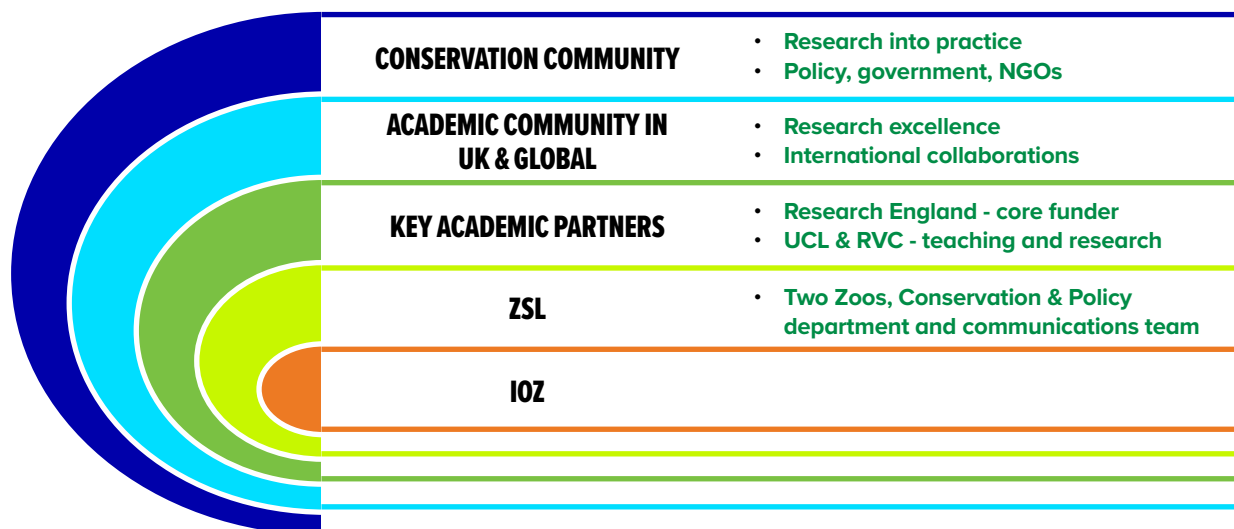 CONSERVATION COMMUNITY
• Research into practice
• Policy, government, NGOs
ACADEMIC COMMUNITY IN
UK & GLOBAL
• Research excellence
• International collaborations
KEY ACADEMIC PARTNERS
• Research England - core funder
• UCL & RVC - teaching and research
ZSL
• Two Zoos, Conservation & Policy
department and communications team
IOZ